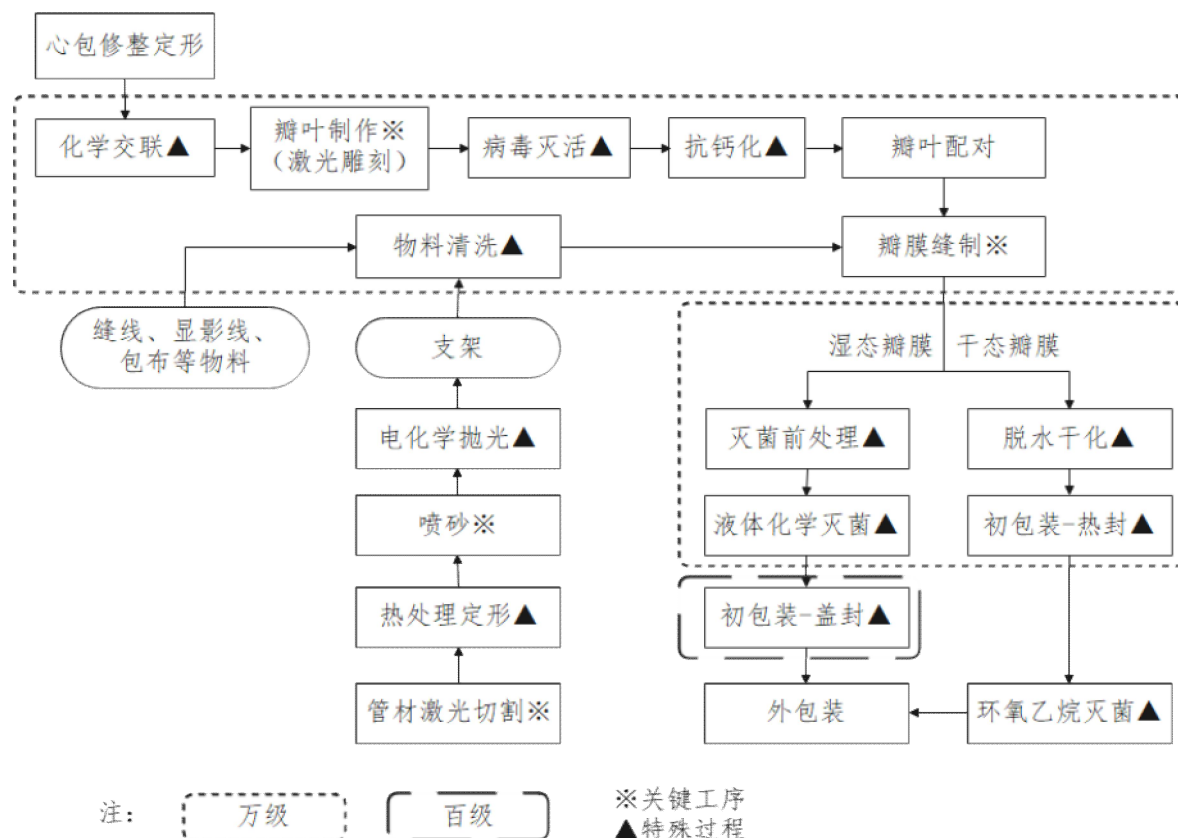 心包修整定形
化学交联▲
瓣叶制作※
（激光雕刻）
病毒灭活▲
抗钙化▲
瓣叶配对
物料清洗▲
瓣膜缝制※
缝线、显影线、
包布等物料
支架
湿态瓣膜
干态瓣膜
电化学抛光▲
灭菌前处理▲
脱水干化▲
喷砂※
液体化学灭菌▲
初包装-热封▲
热处理定形▲
初包装-盖封▲
管材激光切割※
外包装
环氧乙烷灭菌▲
注：
万级
百级
※关键工序
▲特殊过程